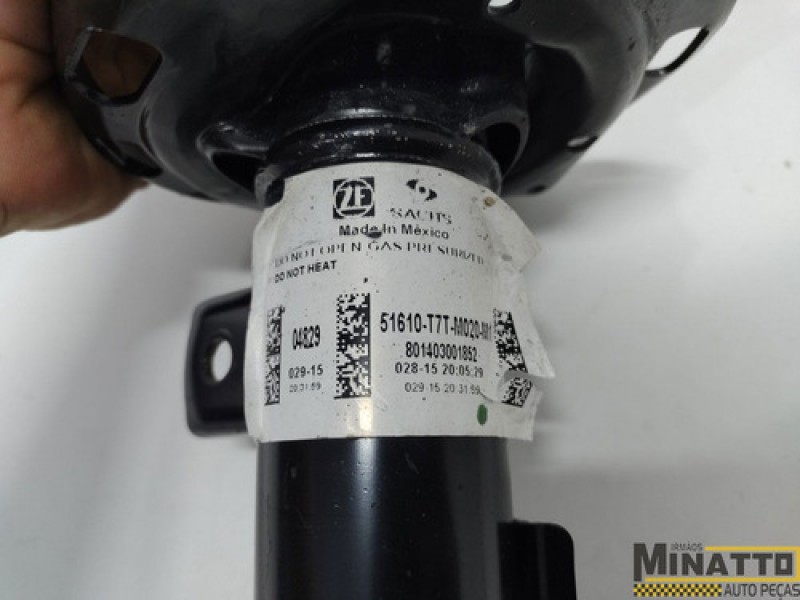 ZF SACHS
Made in México
DO NOT OPEN GAS PRESURIZED
DO NOT HEAT
04829
51610-T7T-M020-M1
801403001852
029-15
028-15 20:05:29
20:31:59
029-15 20:31:59
IRMÃOS
MINATTO
AUTO PEÇAS